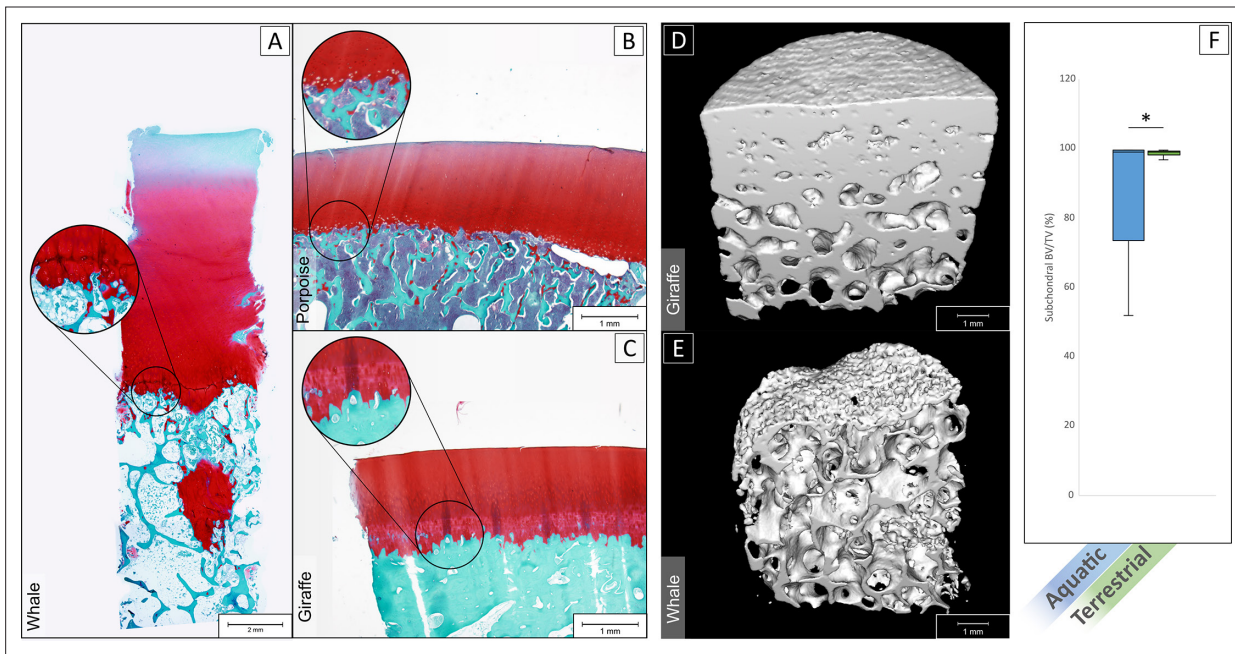 A
Whale
2 mm
B
Porpoise
1 mm
C
Giraffe
1 mm
D
Giraffe
1 mm
E
Whale
1 mm
F
Subchondral BV/TV (%)
120
100
80
60
40
20
0
*
Aquatic
Terrestrial